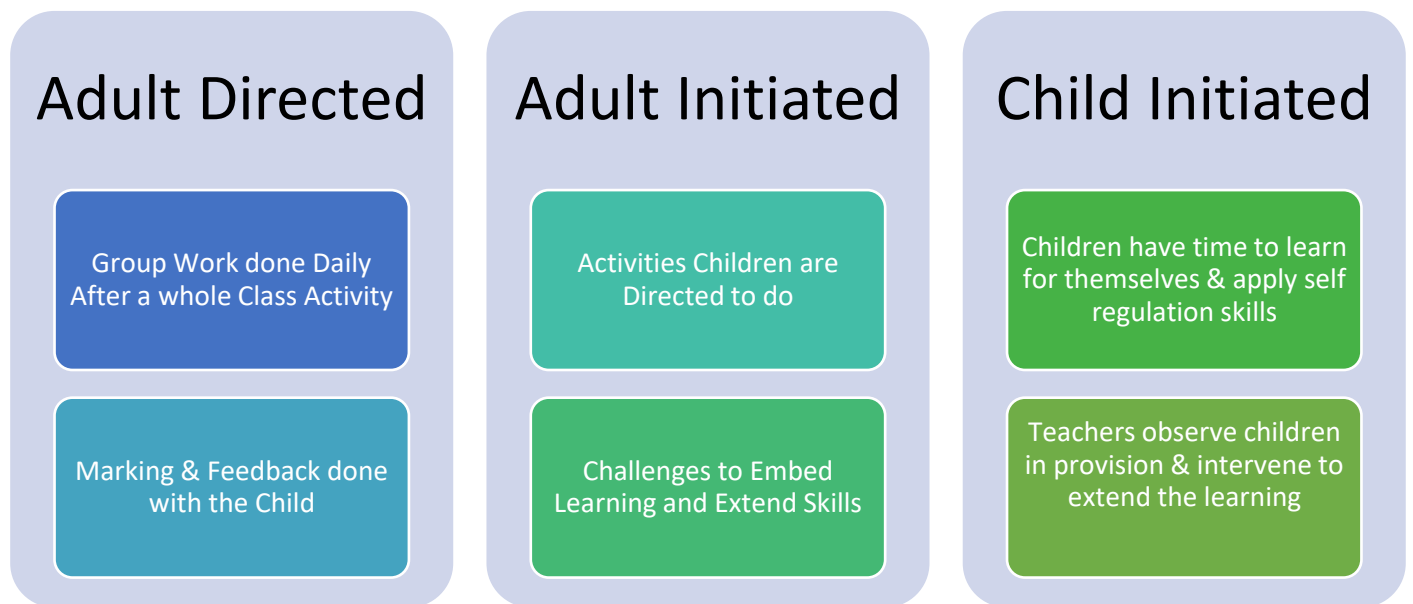 Adult Directed
Group Work done Daily
After a whole Class Activity
Marking & Feedback done
with the Child
Adult Initiated
Activities Children are
Directed to do
Challenges to Embed
Learning and Extend Skills
Child Initiated
Children have time to learn
for themselves & apply self
regulation skills
Teachers observe children
in provision & intervene to
extend the learning